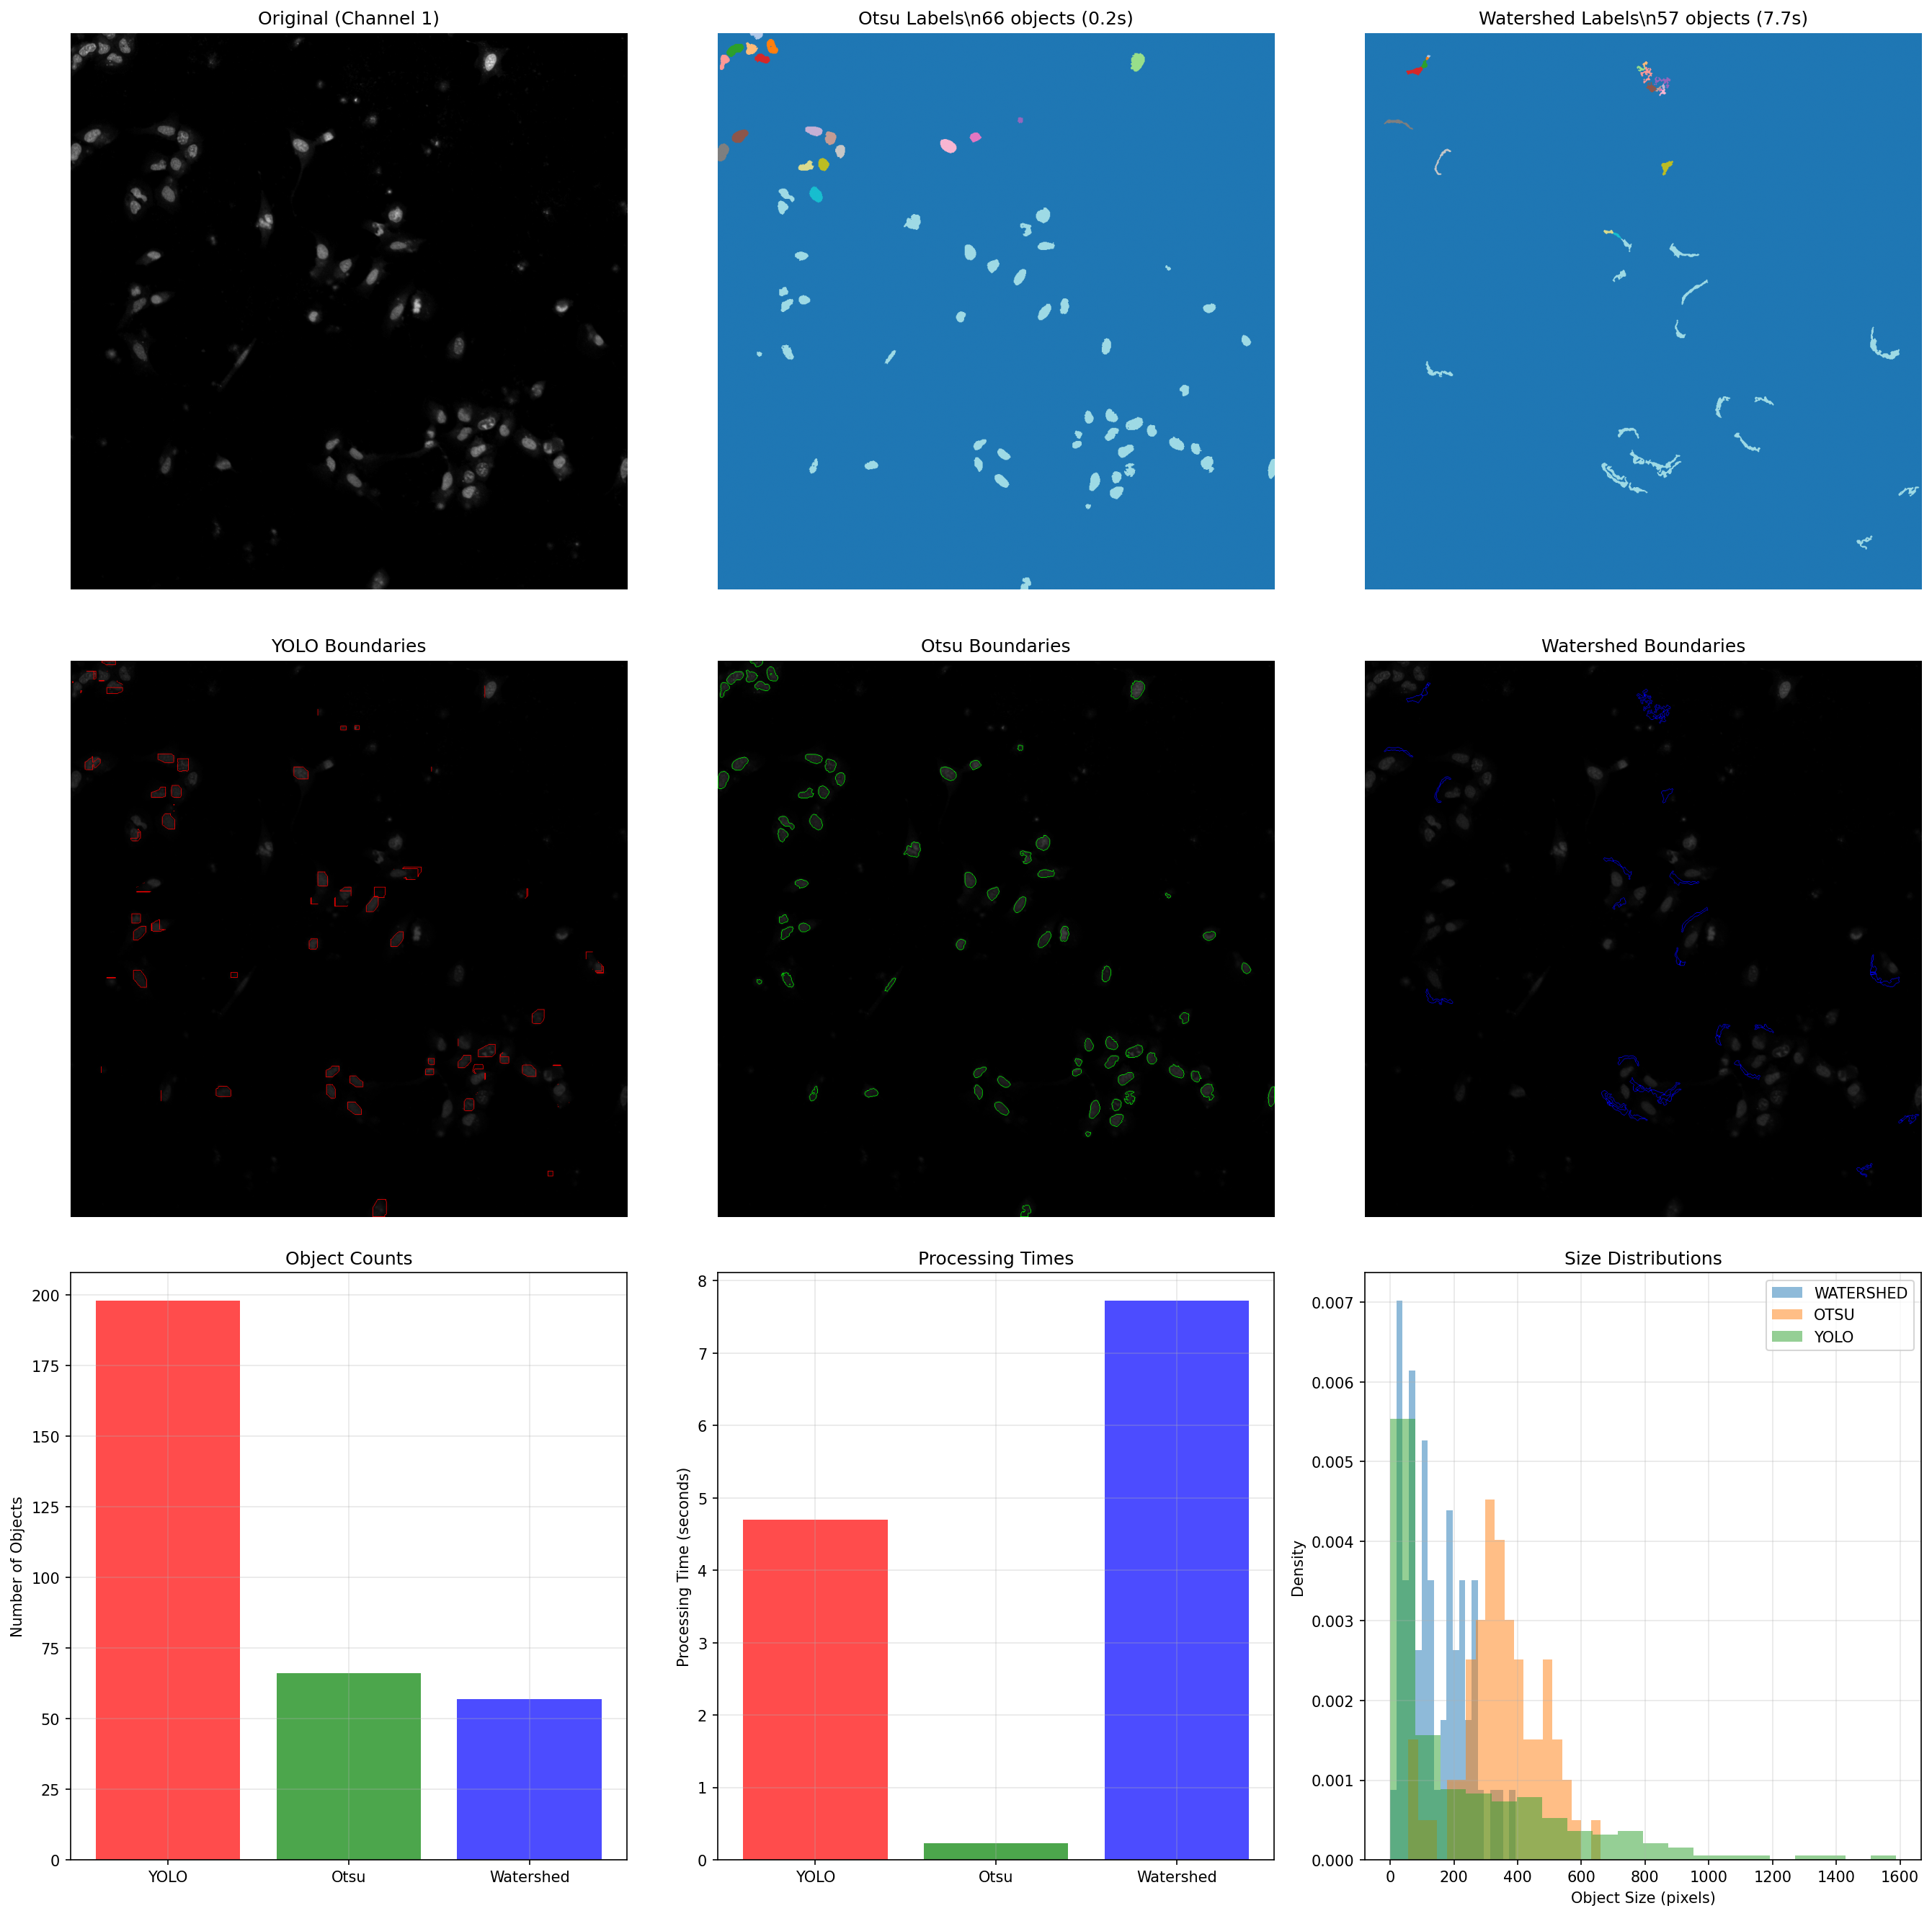 Original (Channel 1)
Otsu Labels\n66 objects (0.2s)
Watershed Labels\n57 objects (7.7s)
YOLO Boundaries
Otsu Boundaries
Watershed Boundaries
Object Counts
Number of Objects
200
175
150
125
100
75
50
25
0
YOLO
Otsu
Watershed
Processing Times
Processing Time (seconds)
8
7
6
5
4
3
2
1
0
YOLO
Otsu
Watershed
Size Distributions
WATERSHED
OTSU
YOLO
Density
0.007
0.006
0.005
0.004
0.003
0.002
0.001
0.000
0
200
400
600
800
1000
1200
1400
1600
Object Size (pixels)